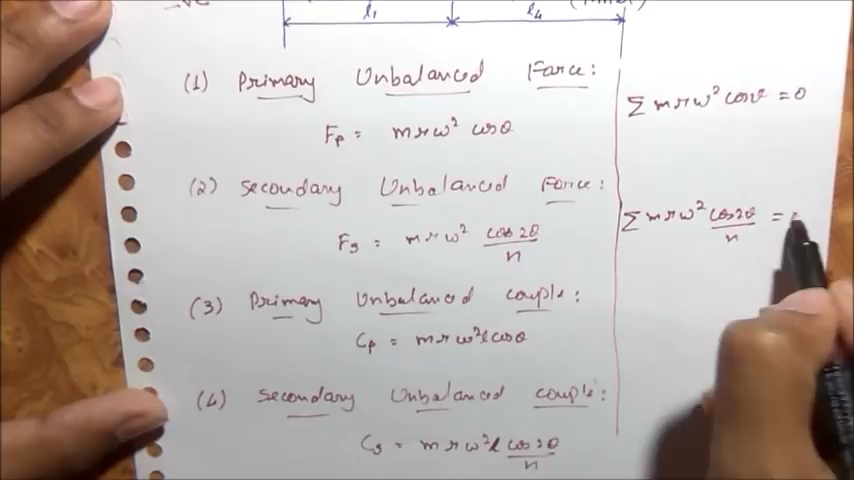 l₁ l₄
(1) Primary Unbalanced Force:
Fp = mrω² cosθ
Σ mrω² cosθ = 0
(2) Secondary Unbalanced Force:
Fs = mrω² cos2θ/n
Σ mrω² cos2θ/n =
(3) Primary Unbalanced couple:
Cp = mrω²l cosθ
(4) Secondary Unbalanced couple:
Cs = mrω²l cos2θ/n